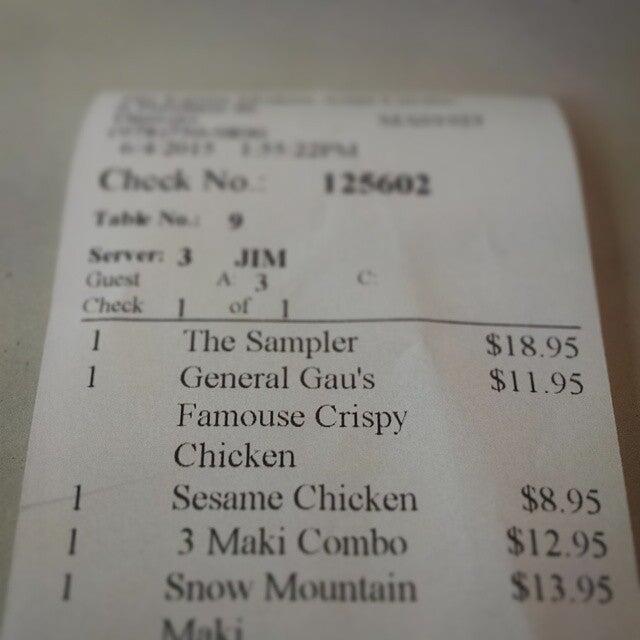 6-4-2015 1:55:22PM
Check No.: 125602
Table No.: 9
Server: 3 JIM
Guest A: 3 C:
Check 1 of 1
1 The Sampler $18.95
1 General Gau's $11.95
Famouse Crispy
Chicken
1 Sesame Chicken $8.95
1 3 Maki Combo $12.95
1 Snow Mountain $13.95
Maki